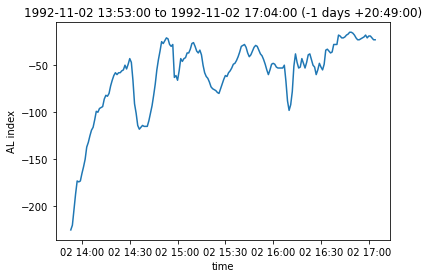 1992-11-02 13:53:00 to 1992-11-02 17:04:00 (-1 days +20:49:00)
−50
−100
−150
−200
AL index
02 14:00 02 14:30 02 15:00 02 15:30 02 16:00 02 16:30 02 17:00
time